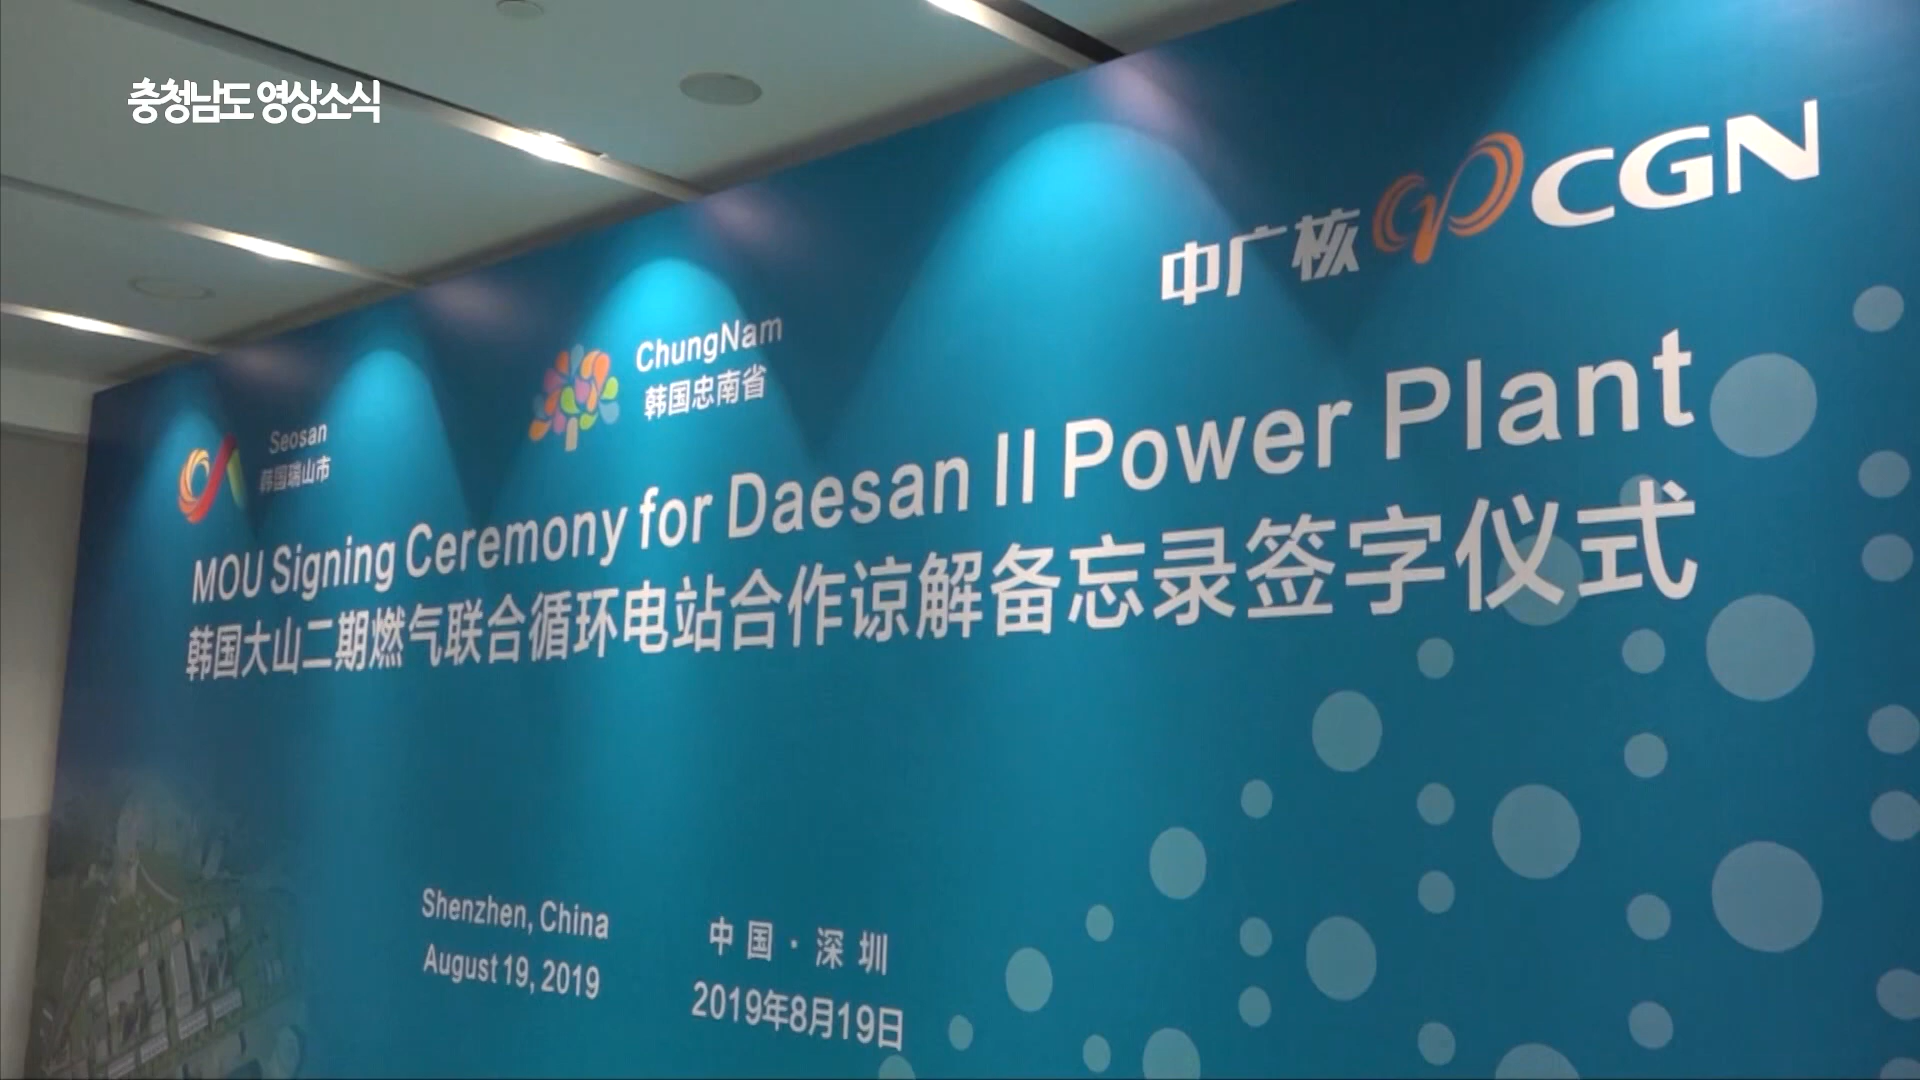 충청남도 영상소식
中广核 CGN
ChungNam
韩国忠南省
Seosan
韩国瑞山市
MOU Signing Ceremony for Daesan II Power Plant
韩国大山二期燃气联合循环电站合作谅解备忘录签字仪式
Shenzhen, China
August 19, 2019
中国·深圳
2019年8月19日